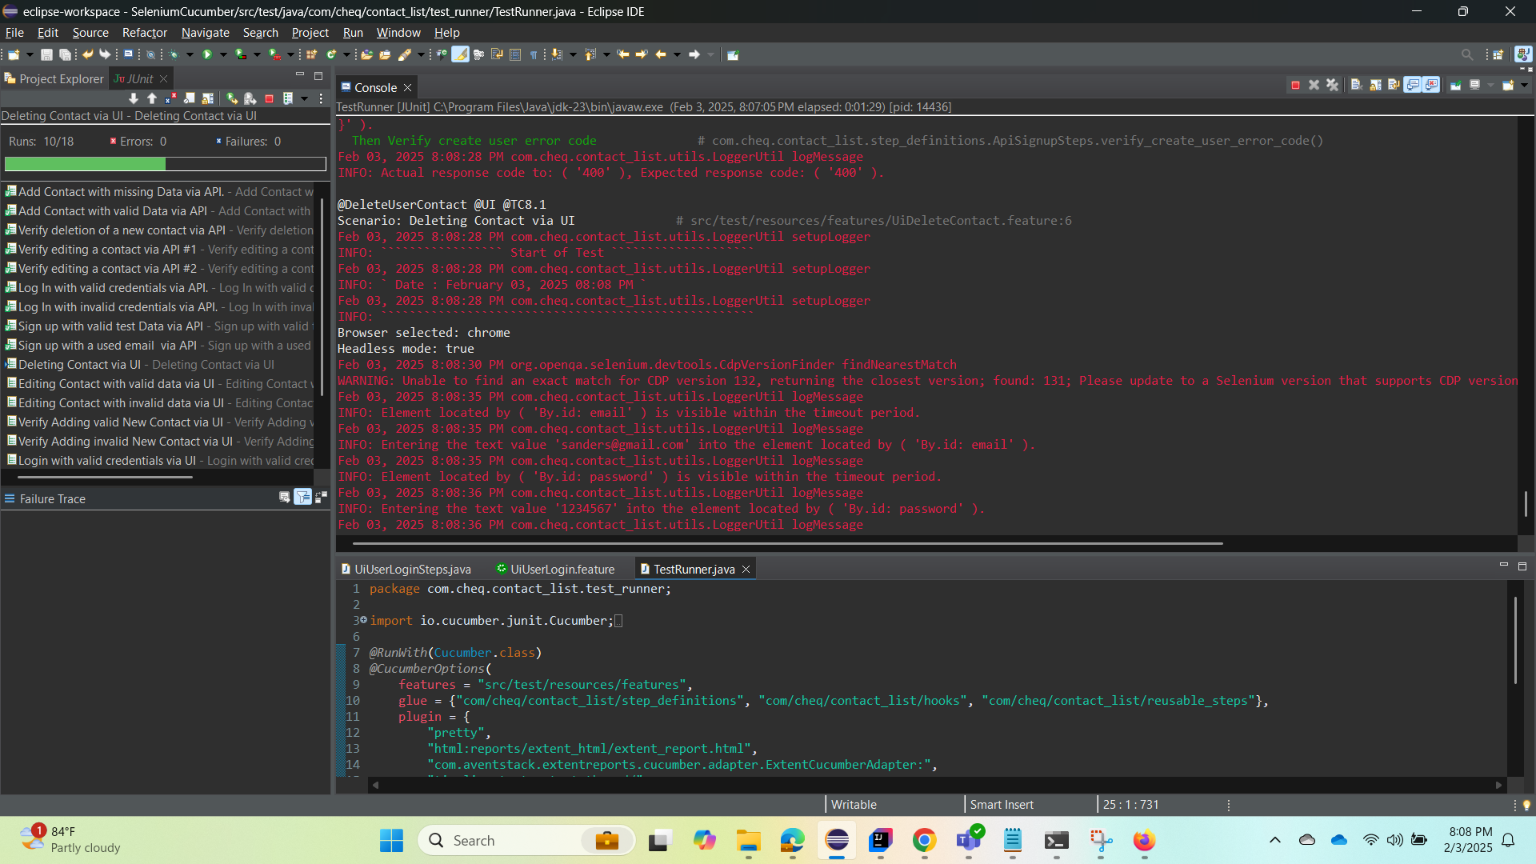 eclipse-workspace - SeleniumCucumber/src/test/java/com/cheq/contact_list/test_runner/TestRunner.java - Eclipse IDE
File Edit Source Refactor Navigate Search Project Run Window Help
Project Explorer JUnit
Deleting Contact via UI - Deleting Contact via UI
Runs: 10/18 Errors: 0 Failures: 0
Add Contact with missing Data via API. - Add Contact w
Add Contact with valid Data via API - Add Contact with
Verify deletion of a new contact via API - Verify deletion
Verify editing a contact via API #1 - Verify editing a cont
Verify editing a contact via API #2 - Verify editing a cont
Log In with valid credentials via API. - Log In with valid c
Log In with invalid credentials via API. - Log In with inva
Sign up with valid test Data via API - Sign up with valid
Sign up with a used email  via API - Sign up with a used
Deleting Contact via UI - Deleting Contact via UI
Editing Contact with valid data via UI - Editing Contact
Editing Contact with invalid data via UI - Editing Contac
Verify Adding valid New Contact via UI - Verify Adding v
Verify Adding invalid New Contact via UI - Verify Adding
Login with valid credentials via UI - Login with valid cre
Failure Trace
Console
TestRunner [JUnit] C:\Program Files\Java\jdk-23\bin\javaw.exe (Feb 3, 2025, 8:07:05 PM elapsed: 0:01:29) [pid: 14436]
}' ).
Then Verify create user error code # com.cheq.contact_list.step_definitions.ApiSignupSteps.verify_create_user_error_code()
Feb 03, 2025 8:08:28 PM com.cheq.contact_list.utils.LoggerUtil logMessage
INFO: Actual response code to: ( '400' ), Expected response code: ( '400' ).
@DeleteUserContact @UI @TC8.1
Scenario: Deleting Contact via UI # src/test/resources/features/UiDeleteContact.feature:6
Feb 03, 2025 8:08:28 PM com.cheq.contact_list.utils.LoggerUtil setupLogger
INFO: ````````````````` Start of Test ````````````````````
Feb 03, 2025 8:08:28 PM com.cheq.contact_list.utils.LoggerUtil setupLogger
INFO: ` Date : February 03, 2025 08:08 PM `
Feb 03, 2025 8:08:28 PM com.cheq.contact_list.utils.LoggerUtil setupLogger
INFO: ````````````````````````````````````````````````````
Browser selected: chrome
Headless mode: true
Feb 03, 2025 8:08:30 PM org.openqa.selenium.devtools.CdpVersionFinder findNearestMatch
WARNING: Unable to find an exact match for CDP version 132, returning the closest version; found: 131; Please update to a Selenium version that supports CDP version
Feb 03, 2025 8:08:35 PM com.cheq.contact_list.utils.LoggerUtil logMessage
INFO: Element located by ( 'By.id: email' ) is visible within the timeout period.
Feb 03, 2025 8:08:35 PM com.cheq.contact_list.utils.LoggerUtil logMessage
INFO: Entering the text value 'sanders@gmail.com' into the element located by ( 'By.id: email' ).
Feb 03, 2025 8:08:35 PM com.cheq.contact_list.utils.LoggerUtil logMessage
INFO: Element located by ( 'By.id: password' ) is visible within the timeout period.
Feb 03, 2025 8:08:36 PM com.cheq.contact_list.utils.LoggerUtil logMessage
INFO: Entering the text value '1234567' into the element located by ( 'By.id: password' ).
Feb 03, 2025 8:08:36 PM com.cheq.contact_list.utils.LoggerUtil logMessage
UiUserLoginSteps.java UiUserLogin.feature TestRunner.java
1 package com.cheq.contact_list.test_runner;
2
3 import io.cucumber.junit.Cucumber;
6
7 @RunWith(Cucumber.class)
8 @CucumberOptions(
9 features = "src/test/resources/features",
10 glue = {"com/cheq/contact_list/step_definitions", "com/cheq/contact_list/hooks", "com/cheq/contact_list/reusable_steps"},
11 plugin = {
12 "pretty",
13 "html:reports/extent_html/extent_report.html",
14 "com.aventstack.extentreports.cucumber.adapter.ExtentCucumberAdapter:",
Writable Smart Insert 25 : 1 : 731
1 84°F
Partly cloudy
Search
8:08 PM
2/3/2025